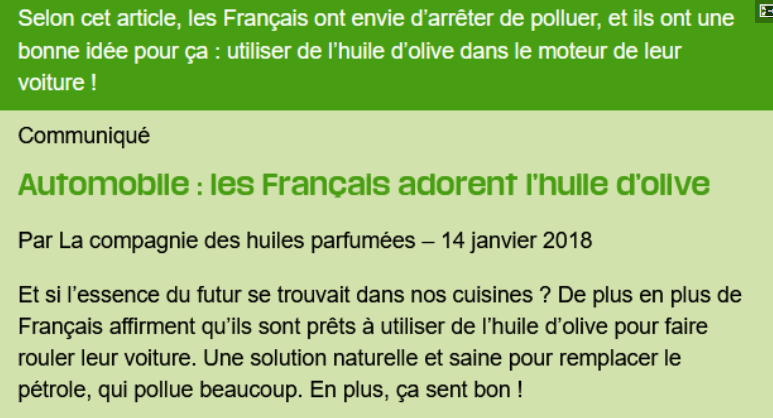 Selon cet article, les Français ont envie d'arrêter de polluer, et ils ont une
bonne idée pour ça : utiliser de l'huile d'olive dans le moteur de leur
voiture !
Communiqué
Automobile : les Français adorent l'huile d'olive
Par La compagnie des huiles parfumées – 14 janvier 2018
Et si l'essence du futur se trouvait dans nos cuisines ? De plus en plus de
Français affirment qu'ils sont prêts à utiliser de l'huile d'olive pour faire
rouler leur voiture. Une solution naturelle et saine pour remplacer le
pétrole, qui pollue beaucoup. En plus, ça sent bon !